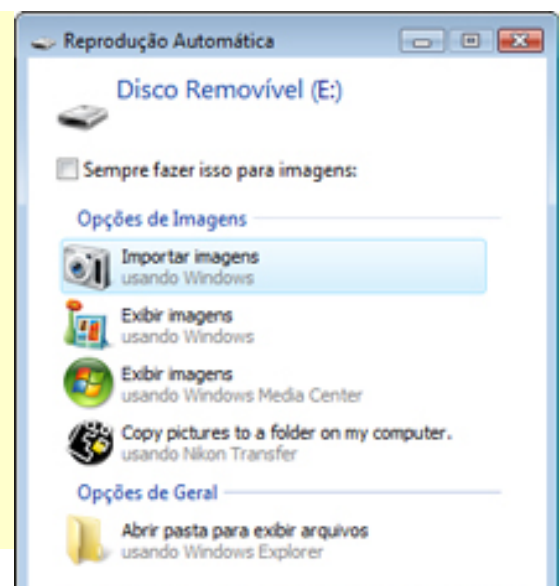 Reprodução Automática
Disco Removível (E:)
Sempre fazer isso para imagens:
Opções de Imagens
Importar imagens
usando Windows
Exibir imagens
usando Windows
Exibir imagens
usando Windows Media Center
Copy pictures to a folder on my computer.
usando Nikon Transfer
Opções de Geral
Abrir pasta para exibir arquivos
usando Windows Explorer